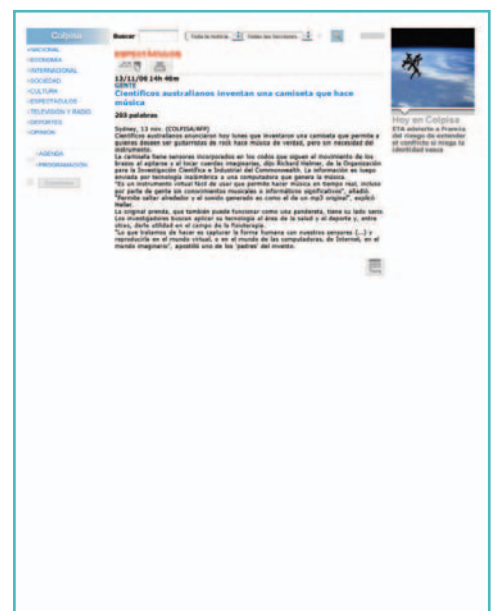 Colpisa
Buscar
Toda la noticia
Todas las Secciones
NACIONAL
ECONOMÍA
INTERNACIONAL
SOCIEDAD
CULTURA
ESPECTÁCULOS
TELEVISIÓN Y RADIO
DEPORTES
OPINIÓN
AGENDA
PROGRAMACIÓN
ESPECTÁCULOS
13/11/06 14h 46m
GENTE
Científicos australianos inventan una camiseta que hace
música
203 palabras
Sydney, 13 nov. (COLPISA/AFP)
Científicos australianos anunciaron hoy lunes que inventaron una camiseta que permite a
quienes deseen ser guitarristas de rock hace música de verdad, pero sin necesidad del
instrumento.
La camiseta tiene sensores incorporados en los codos que siguen el movimiento de los
brazos al agitarse y al tocar cuerdas imaginarias, dijo Richard Helmer, de la Organización
para la Investigación Científica e Industrial del Commonwealth. La información es luego
enviada por tecnología inalámbrica a una computadora que genera la música.
"Es un instrumento virtual fácil de usar que permite hacer música en tiempo real, incluso
por parte de gente sin conocimientos musicales o informáticos significativos", añadió.
"Permite saltar alrededor y el sonido generado es como el de un mp3 original", explicó
Heller.
La original prenda, que también puede funcionar como una pandereta, tiene su lado serio.
Los investigadores buscan aplicar su tecnología al área de la salud y el deporte y, entre
otras, darle utilidad en el campo de la fisioterapia.
"Lo que tratamos de hacer es capturar la forma humana con nuestros sensores (...) y
reproducirla en el mundo virtual, o en el mundo de las computadoras, de Internet, en el
mundo imaginario", apostilló uno de los 'padres' del invento.
Hoy en Colpisa
ETA advierte a Francia
del riesgo de extender
el conflicto si niega la
identidad vasca